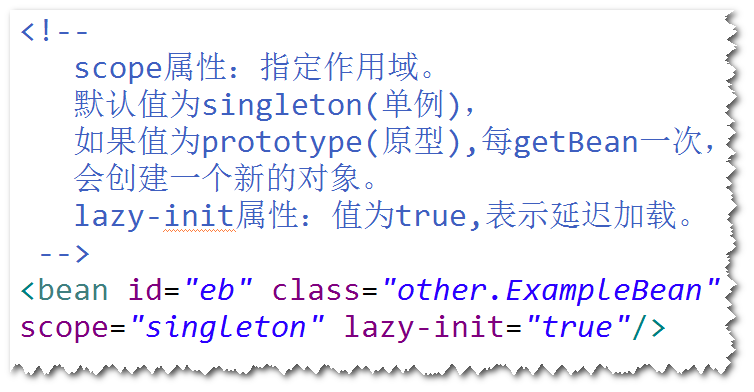 <!--
scope属性：指定作用域。
默认值为singleton(单例)，
如果值为prototype(原型),每getBean一次，
会创建一个新的对象。
lazy-init属性：值为true,表示延迟加载。
-->
<bean id="eb" class="other.ExampleBean"
scope="singleton" lazy-init="true"/>